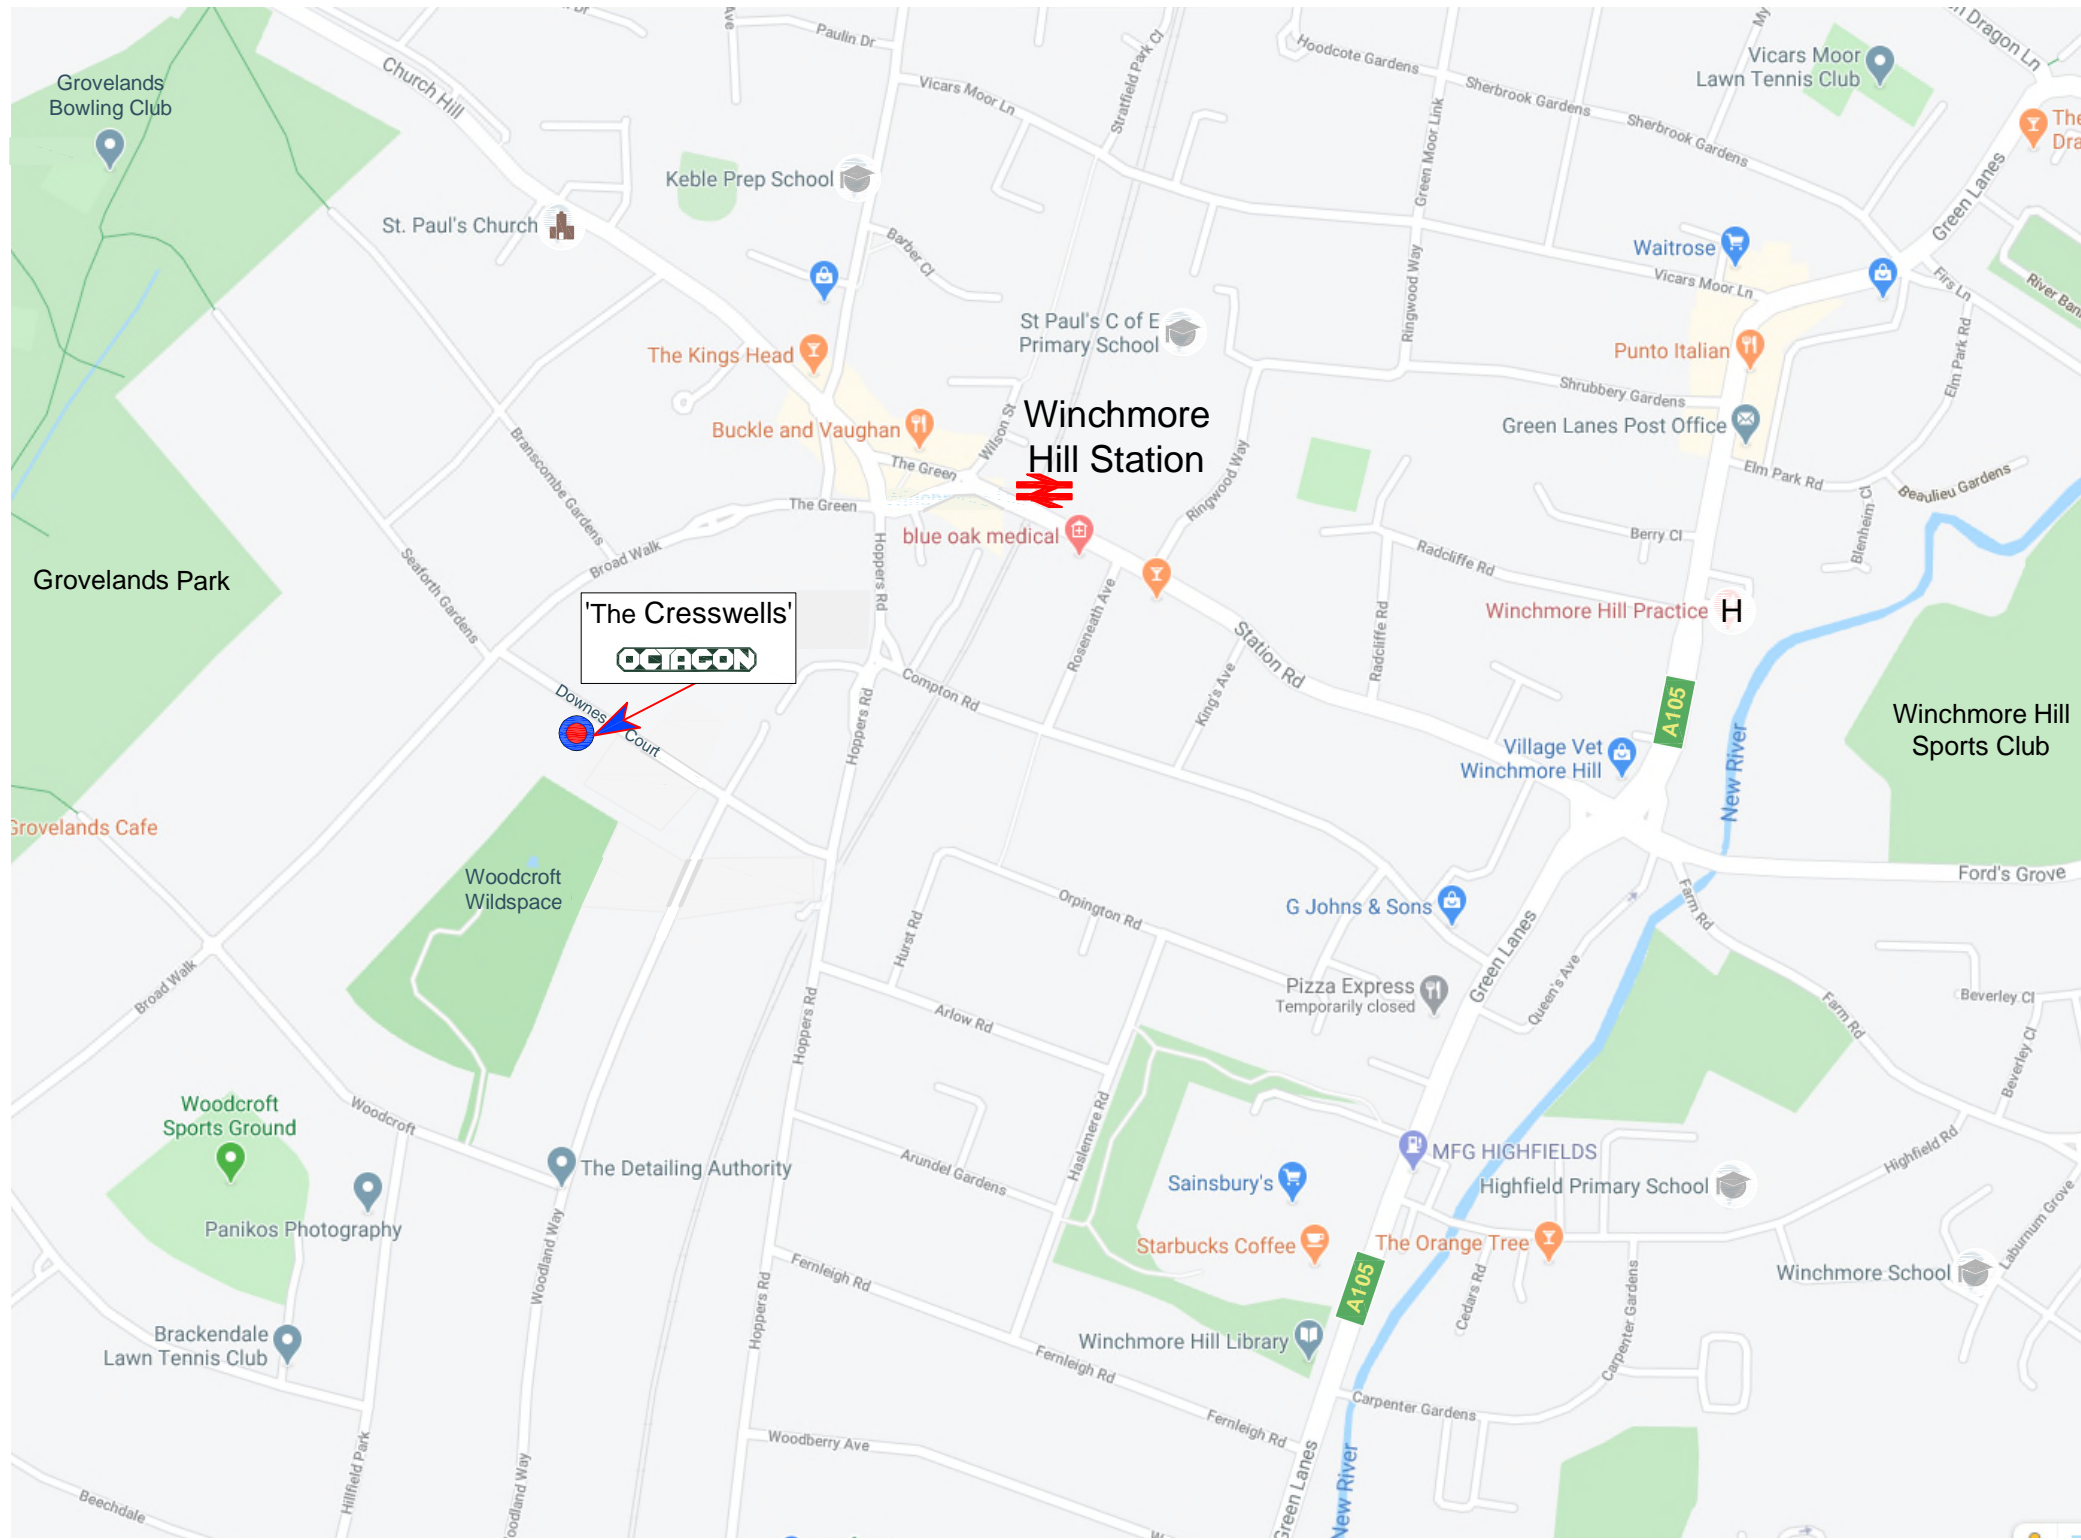 Church Hill
Paulin Dr
Ave
Vicars Moor Ln
Stratfield Park Cl
Hoodcote Gardens
Green Moor Link
Sherbrook Gardens
Sherbrook Gardens
My
Vicars Moor
Lawn Tennis Club
n Dragon Ln
The
Dra
Green Lanes
Grovelands
Bowling Club
Keble Prep School
St. Paul's Church
Barber Cl
Ringwood Way
Waitrose
Vicars Moor Ln
Firs Ln
River Ban
St Paul's C of E
Primary School
The Kings Head
Punto Italian
Elm Park Rd
Shrubbery Gardens
Buckle and Vaughan
Wilson St
Winchmore
Hill Station
Green Lanes Post Office
The Green
The Green
Ringwood Way
Elm Park Rd
Beaulieu Gardens
Branscombe Gardens
Seaforth Gardens
Broad Walk
Hoppers Rd
blue oak medical
Radcliffe Rd
Berry Cl
Blenheim Cl
Grovelands Park
'The Cresswells'
OCTAGON
Roseneath Ave
Station Rd
Radcliffe Rd
Winchmore Hill Practice
H
Compton Rd
King's Ave
Downes
Court
Hoppers Rd
A105
New River
Winchmore Hill
Sports Club
Village Vet
Winchmore Hill
Grovelands Cafe
Woodcroft
Wildspace
Ford's Grove
Farm Rd
Orpington Rd
Hurst Rd
G Johns & Sons
Green Lanes
Queen's Ave
Broad Walk
Pizza Express
Temporarily closed
Farm Rd
Beverley Cl
Beverley Cl
Arlow Rd
Hoppers Rd
Woodcroft
Sports Ground
Woodcroft
Haslemere Rd
Arundel Gardens
The Detailing Authority
MFG HIGHFIELDS
Highfield Primary School
Highfield Rd
Sainsbury's
Panikos Photography
Woodland Way
Starbucks Coffee
The Orange Tree
Laburnum Grove
Winchmore School
Fernleigh Rd
A105
Cedars Rd
Carpenter Gardens
Hoppers Rd
Brackendale
Lawn Tennis Club
Winchmore Hill Library
Fernleigh Rd
Carpenter Gardens
Fernleigh Rd
Woodberry Ave
Hillfield Park
Woodland Way
Beechdale
Green Lanes
New River